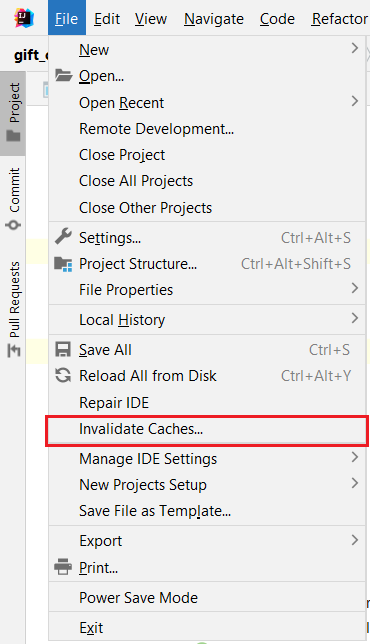 File Edit View Navigate Code Refactor
gift_
Project
Commit
Pull Requests
New
Open...
Open Recent
Remote Development...
Close Project
Close All Projects
Close Other Projects
Settings... Ctrl+Alt+S
Project Structure... Ctrl+Alt+Shift+S
File Properties
Local History
Save All Ctrl+S
Reload All from Disk Ctrl+Alt+Y
Repair IDE
Invalidate Caches...
Manage IDE Settings
New Projects Setup
Save File as Template...
Export
Print...
Power Save Mode
Exit